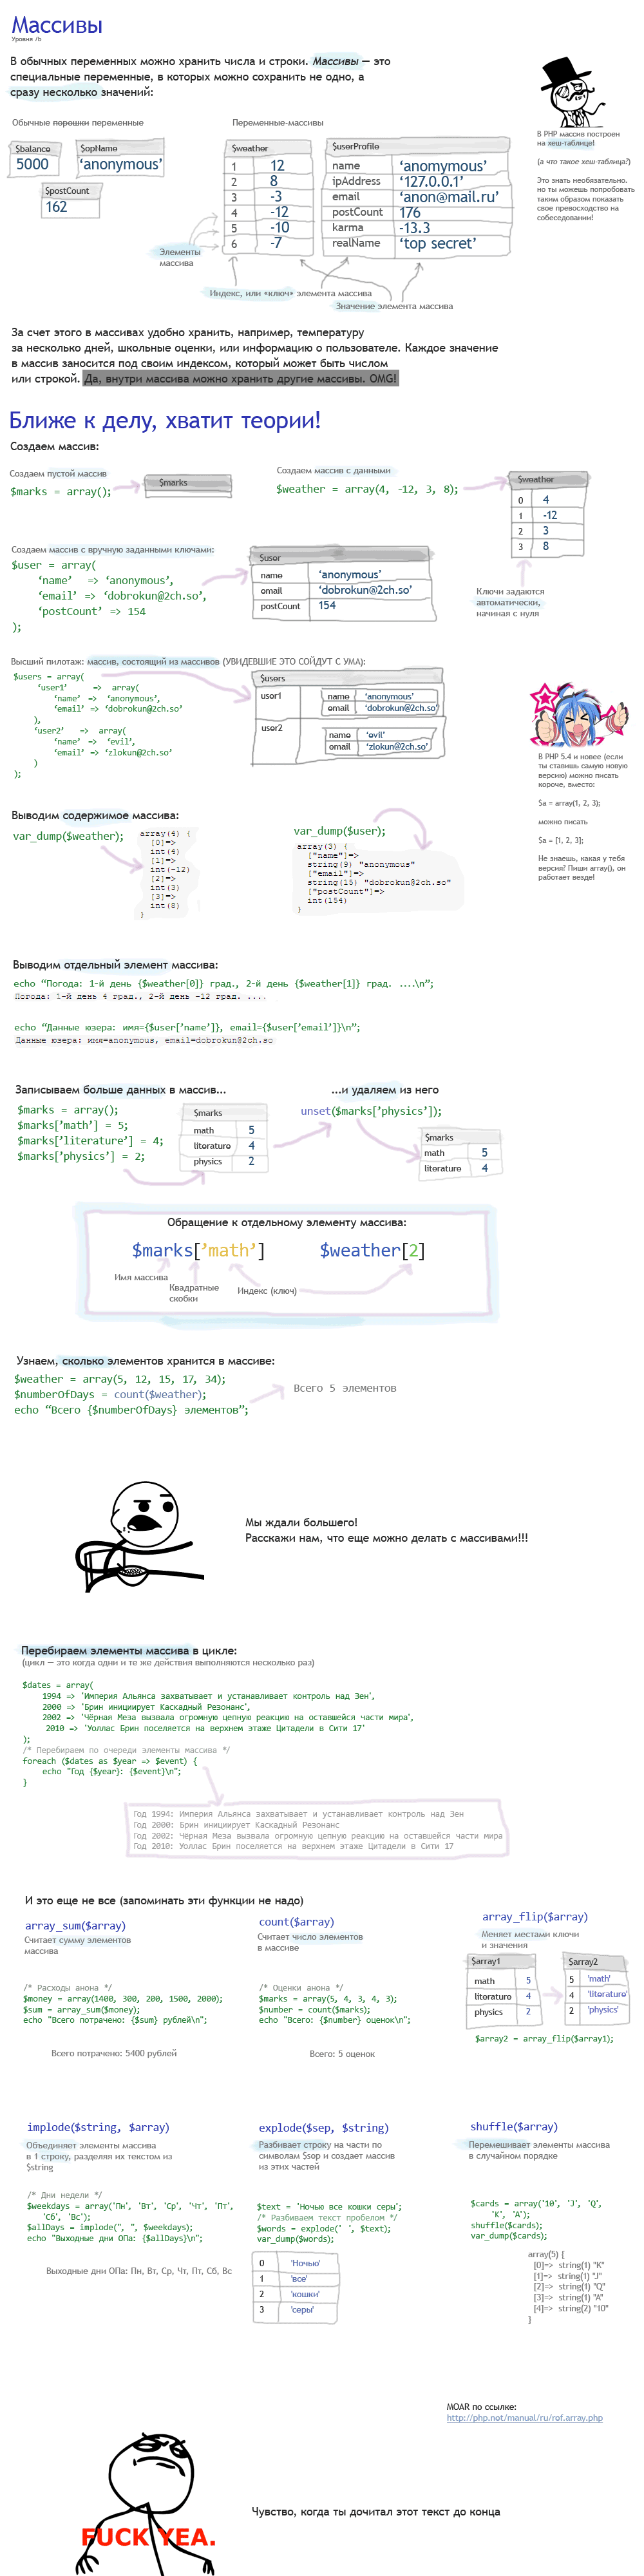 Массивы
Уровня /b
В обычных переменных можно хранить числа и строки. Массивы — это
специальные переменные, в которых можно сохранить не одно, а
сразу несколько значений:
Обычные порошки переменные
Переменные-массивы
$balance
5000
$opName
‘anonymous’
$postCount
162
$weather
1 12
2 8
3 -3
4 -12
5 -10
6 -7
$userProfile
name ‘anomymous’
ipAddress ‘127.0.0.1’
email ‘anon@mail.ru’
postCount 176
karma -13.3
realName ‘top secret’
Элементы
массива
Индекс, или «ключ» элемента массива
Значение элемента массива
В PHP массив построен
на хеш-таблице!
(а что такое хеш-таблица?)
Это знать необязательно,
но ты можешь попробовать
таким образом показать
свое превосходство на
собеседовании!
За счет этого в массивах удобно хранить, например, температуру
за несколько дней, школьные оценки, или информацию о пользователе. Каждое значение
в массив заносится под своим индексом, который может быть числом
или строкой. Да, внутри массива можно хранить другие массивы. OMG!
Ближе к делу, хватит теории!
Создаем массив:
Создаем пустой массив
$marks = array();
$marks
Создаем массив с данными
$weather = array(4, -12, 3, 8);
$weather
0 4
1 -12
2 3
3 8
Ключи задаются
автоматически,
начиная с нуля
Создаем массив с вручную заданными ключами:
$user = array(
‘name’ => ‘anonymous’,
‘email’ => ‘dobrokun@2ch.so’,
‘postCount’ => 154
);
$user
name ‘anonymous’
email ‘dobrokun@2ch.so’
postCount 154
Высший пилотаж: массив, состоящий из массивов (УВИДЕВШИЕ ЭТО СОЙДУТ С УМА):
$users = array(
‘user1’ => array(
‘name’ => ‘anonymous’,
‘email’ => ‘dobrokun@2ch.so’
),
‘user2’ => array(
‘name’ => ‘evil’,
‘email’ => ‘zlokun@2ch.so’
)
);
$users
user1
name ‘anonymous’
email ‘dobrokun@2ch.so’
user2
name ‘evil’
email ‘zlokun@2ch.so’
В PHP 5.4 и новее (если
ты ставишь самую новую
версию) можно писать
короче, вместо:
$a = array(1, 2, 3);
можно писать
$a = [1, 2, 3];
Не знаешь, какая у тебя
версия? Пиши array(), он
работает везде!
Выводим содержимое массива:
var_dump($weather);
array(4) {
[0]=>
int(4)
[1]=>
int(-12)
[2]=>
int(3)
[3]=>
int(8)
}
var_dump($user);
array(3) {
["name"]=>
string(9) "anonymous"
["email"]=>
string(15) "dobrokun@2ch.so"
["postCount"]=>
int(154)
}
Выводим отдельный элемент массива:
echo “Погода: 1-й день {$weather[0]} град., 2-й день {$weather[1]} град. ....\n”;
Погода: 1-й день 4 град., 2-й день -12 град. ....
echo “Данные юзера: имя={$user[’name’]}, email={$user[’email’]}\n”;
Данные юзера: имя=anonymous, email=dobrokun@2ch.so
Записываем больше данных в массив...
$marks = array();
$marks[’math’] = 5;
$marks[’literature’] = 4;
$marks[’physics’] = 2;
$marks
math 5
literature 4
physics 2
...и удаляем из него
unset($marks[’physics’]);
$marks
math 5
literature 4
Обращение к отдельному элементу массива:
$marks[’math’]
$weather[2]
Имя массива
Квадратные
скобки
Индекс (ключ)
Узнаем, сколько элементов хранится в массиве:
$weather = array(5, 12, 15, 17, 34);
$numberOfDays = count($weather);
echo “Всего {$numberOfDays} элементов”;
Всего 5 элементов
Мы ждали большего!
Расскажи нам, что еще можно делать с массивами!!!
Перебираем элементы массива в цикле:
(цикл — это когда одни и те же действия выполняются несколько раз)
$dates = array(
1994 => 'Империя Альянса захватывает и устанавливает контроль над Зен',
2000 => 'Брин инициирует Каскадный Резонанс',
2002 => 'Чёрная Меза вызвала огромную цепную реакцию на оставшейся части мира',
2010 => 'Уоллас Брин поселяется на верхнем этаже Цитадели в Сити 17'
);
/* Перебираем по очереди элементы массива */
foreach ($dates as $year => $event) {
echo "Год {$year}: {$event}\n";
}
Год 1994: Империя Альянса захватывает и устанавливает контроль над Зен
Год 2000: Брин инициирует Каскадный Резонанс
Год 2002: Чёрная Меза вызвала огромную цепную реакцию на оставшейся части мира
Год 2010: Уоллас Брин поселяется на верхнем этаже Цитадели в Сити 17
И это еще не все (запоминать эти функции не надо)
array_sum($array)
Считает сумму элементов
массива
/* Расходы анона */
$money = array(1400, 300, 200, 1500, 2000);
$sum = array_sum($money);
echo "Всего потрачено: {$sum} рублей\n";
Всего потрачено: 5400 рублей
count($array)
Считает число элементов
в массиве
/* Оценки анона */
$marks = array(5, 4, 3, 4, 3);
$number = count($marks);
echo "Всего: {$number} оценок\n";
Всего: 5 оценок
array_flip($array)
Меняет местами ключи
и значения
$array1
math 5
literature 4
physics 2
$array2
5 'math'
4 'literature'
2 'physics'
$array2 = array_flip($array1);
implode($string, $array)
Объединяет элементы массива
в 1 строку, разделяя их текстом из
$string
/* Дни недели */
$weekdays = array('Пн', 'Вт', 'Ср', 'Чт', 'Пт',
'Сб', 'Вс');
$allDays = implode(", ", $weekdays);
echo "Выходные дни ОПа: {$allDays}\n";
Выходные дни ОПа: Пн, Вт, Ср, Чт, Пт, Сб, Вс
explode($sep, $string)
Разбивает строку на части по
символам $sep и создает массив
из этих частей
$text = 'Ночью все кошки серы';
/* Разбиваем текст пробелом */
$words = explode(' ', $text);
var_dump($words);
0 'Ночью'
1 'все'
2 'кошки'
3 'серы'
shuffle($array)
Перемешивает элементы массива
в случайном порядке
$cards = array('10', 'J', 'Q',
'K', 'A');
shuffle($cards);
var_dump($cards);
array(5) {
[0]=> string(1) "K"
[1]=> string(1) "J"
[2]=> string(1) "Q"
[3]=> string(1) "A"
[4]=> string(2) "10"
}
MOAR по ссылке:
http://php.net/manual/ru/ref.array.php
FUCK YEA.
Чувство, когда ты дочитал этот текст до конца